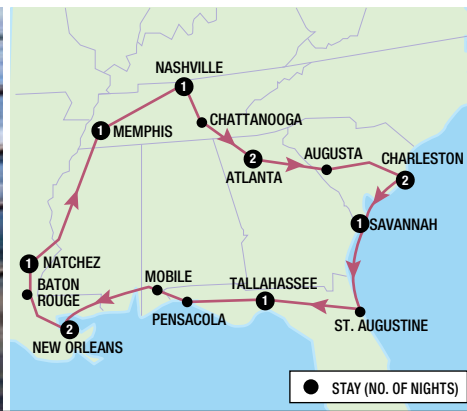 NASHVILLE
1
CHATTANOOGA
1
MEMPHIS
AUGUSTA
CHARLESTON
2
ATLANTA
2
1
SAVANNAH
1
NATCHEZ
BATON
ROUGE
MOBILE
TALLAHASSEE
1
PENSACOLA
ST. AUGUSTINE
2
NEW ORLEANS
STAY (NO. OF NIGHTS)